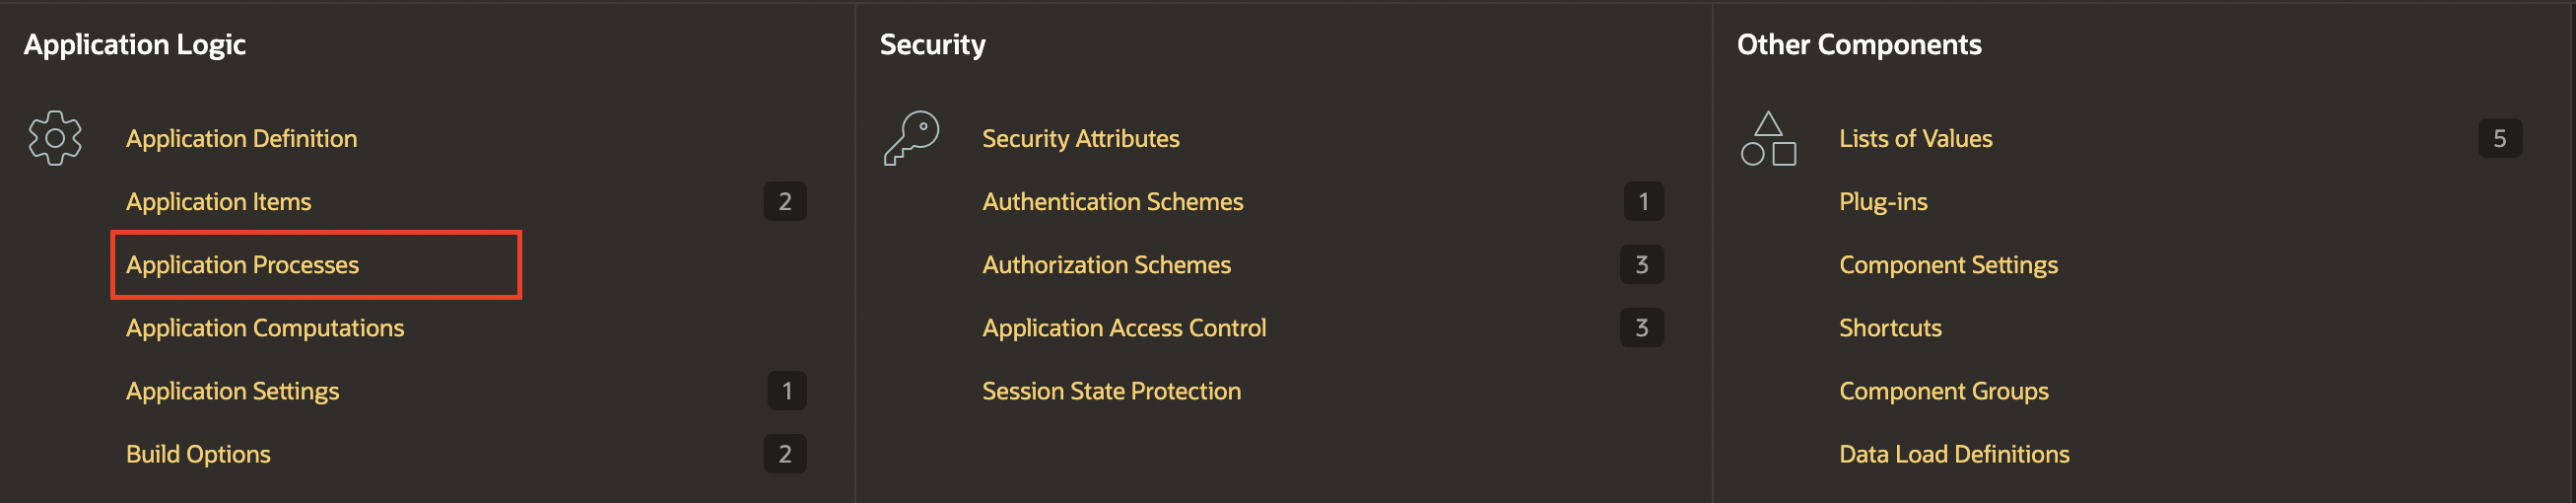 Application Logic
Application Definition
Application Items 2
Application Processes
Application Computations
Application Settings 1
Build Options 2
Security
Security Attributes
Authentication Schemes 1
Authorization Schemes 3
Application Access Control 3
Session State Protection
Other Components
Lists of Values 5
Plug-ins
Component Settings
Shortcuts
Component Groups
Data Load Definitions